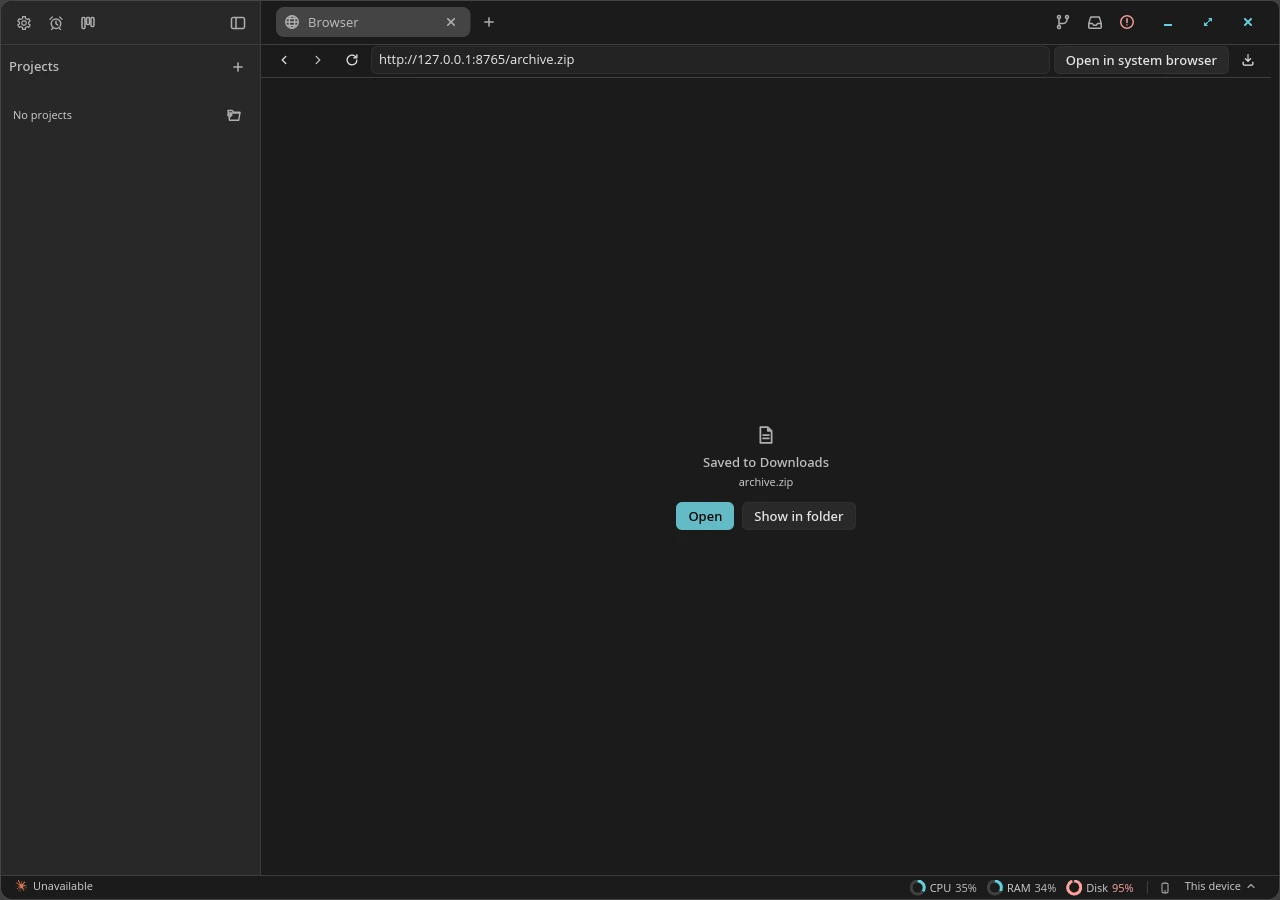 Browser
Projects
http://127.0.0.1:8765/archive.zip
Open in system browser
No projects
Saved to Downloads
archive.zip
Open
Show in folder
Unavailable
CPU 35%
RAM 34%
Disk 95%
This device